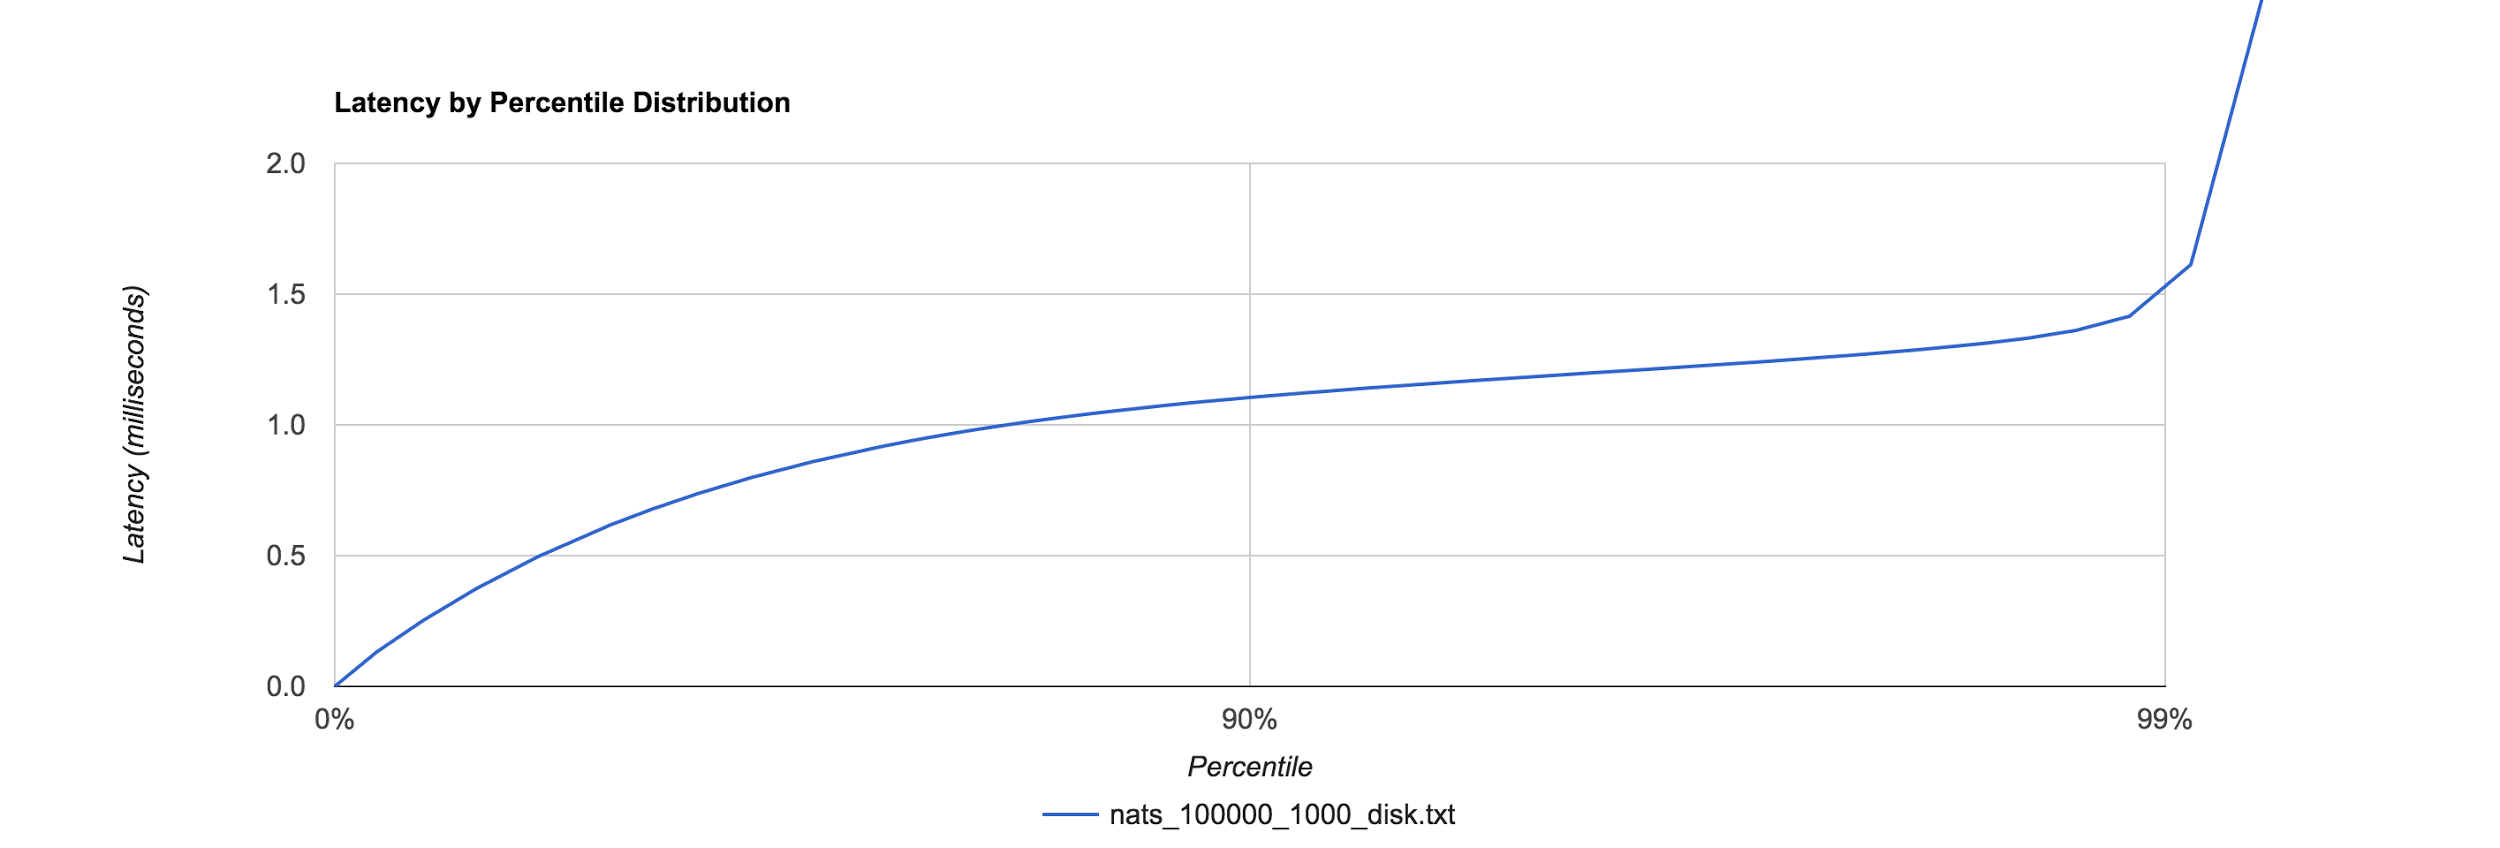 Latency by Percentile Distribution
2.0
1.5
1.0
0.5
0.0
Latency (milliseconds)
0%
90%
99%
Percentile
nats_100000_1000_disk.txt